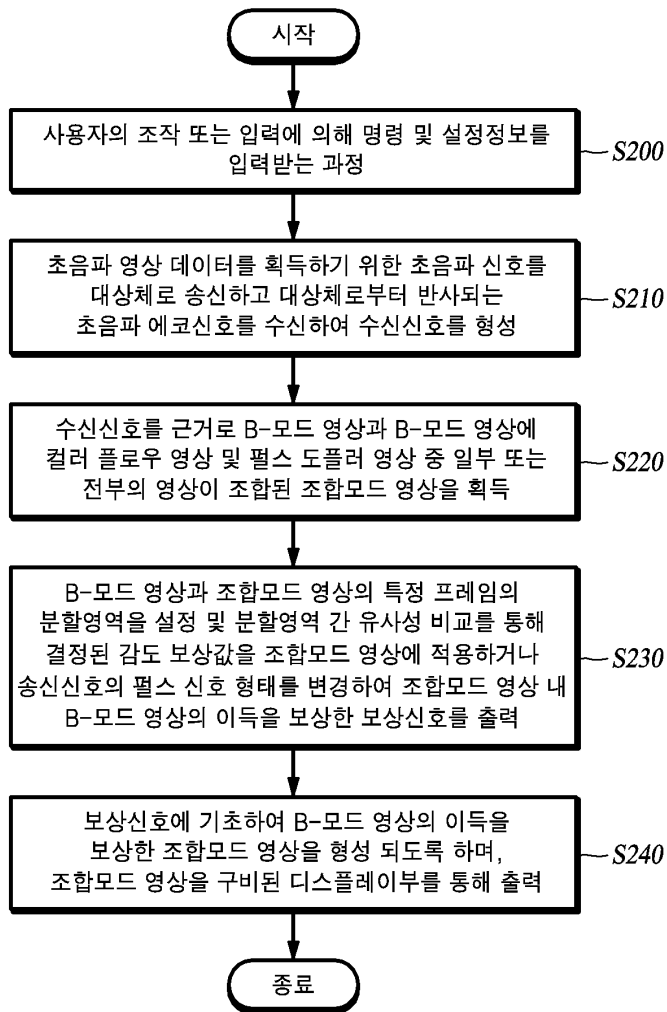 시작
사용자의 조작 또는 입력에 의해 명령 및 설정정보를
입력받는 과정
S200
초음파 영상 데이터를 획득하기 위한 초음파 신호를
대상체로 송신하고 대상체로부터 반사되는
초음파 에코신호를 수신하여 수신신호를 형성
S210
수신신호를 근거로 B-모드 영상과 B-모드 영상에
컬러 플로우 영상 및 펄스 도플러 영상 중 일부 또는
전부의 영상이 조합된 조합모드 영상을 획득
S220
B-모드 영상과 조합모드 영상의 특정 프레임의
분할영역을 설정 및 분할영역 간 유사성 비교를 통해
결정된 감도 보상값을 조합모드 영상에 적용하거나
송신신호의 펄스 신호 형태를 변경하여 조합모드 영상 내
B-모드 영상의 이득을 보상한 보상신호를 출력
S230
보상신호에 기초하여 B-모드 영상의 이득을
보상한 조합모드 영상을 형성 되도록 하며,
조합모드 영상을 구비된 디스플레이부를 통해 출력
S240
종료